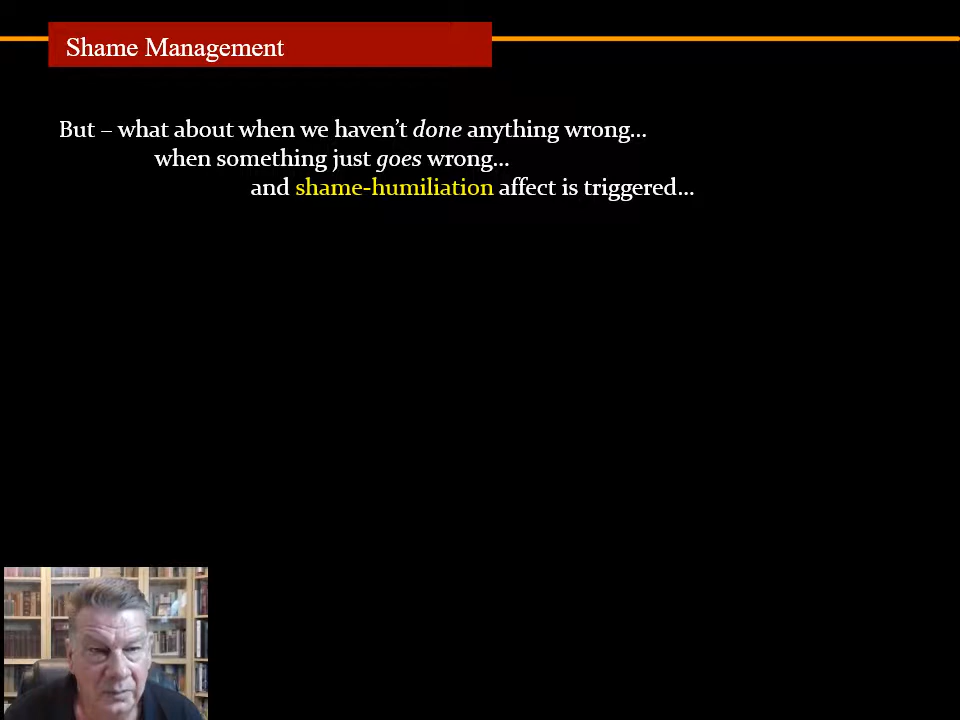 Shame Management
But – what about when we haven’t done anything wrong...
when something just goes wrong...
and shame-humiliation affect is triggered...